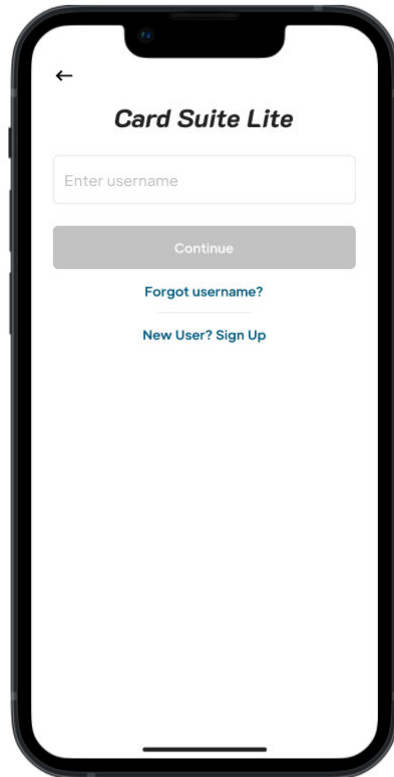 Card Suite Lite
Enter username
Continue
Forgot username?
New User? Sign Up